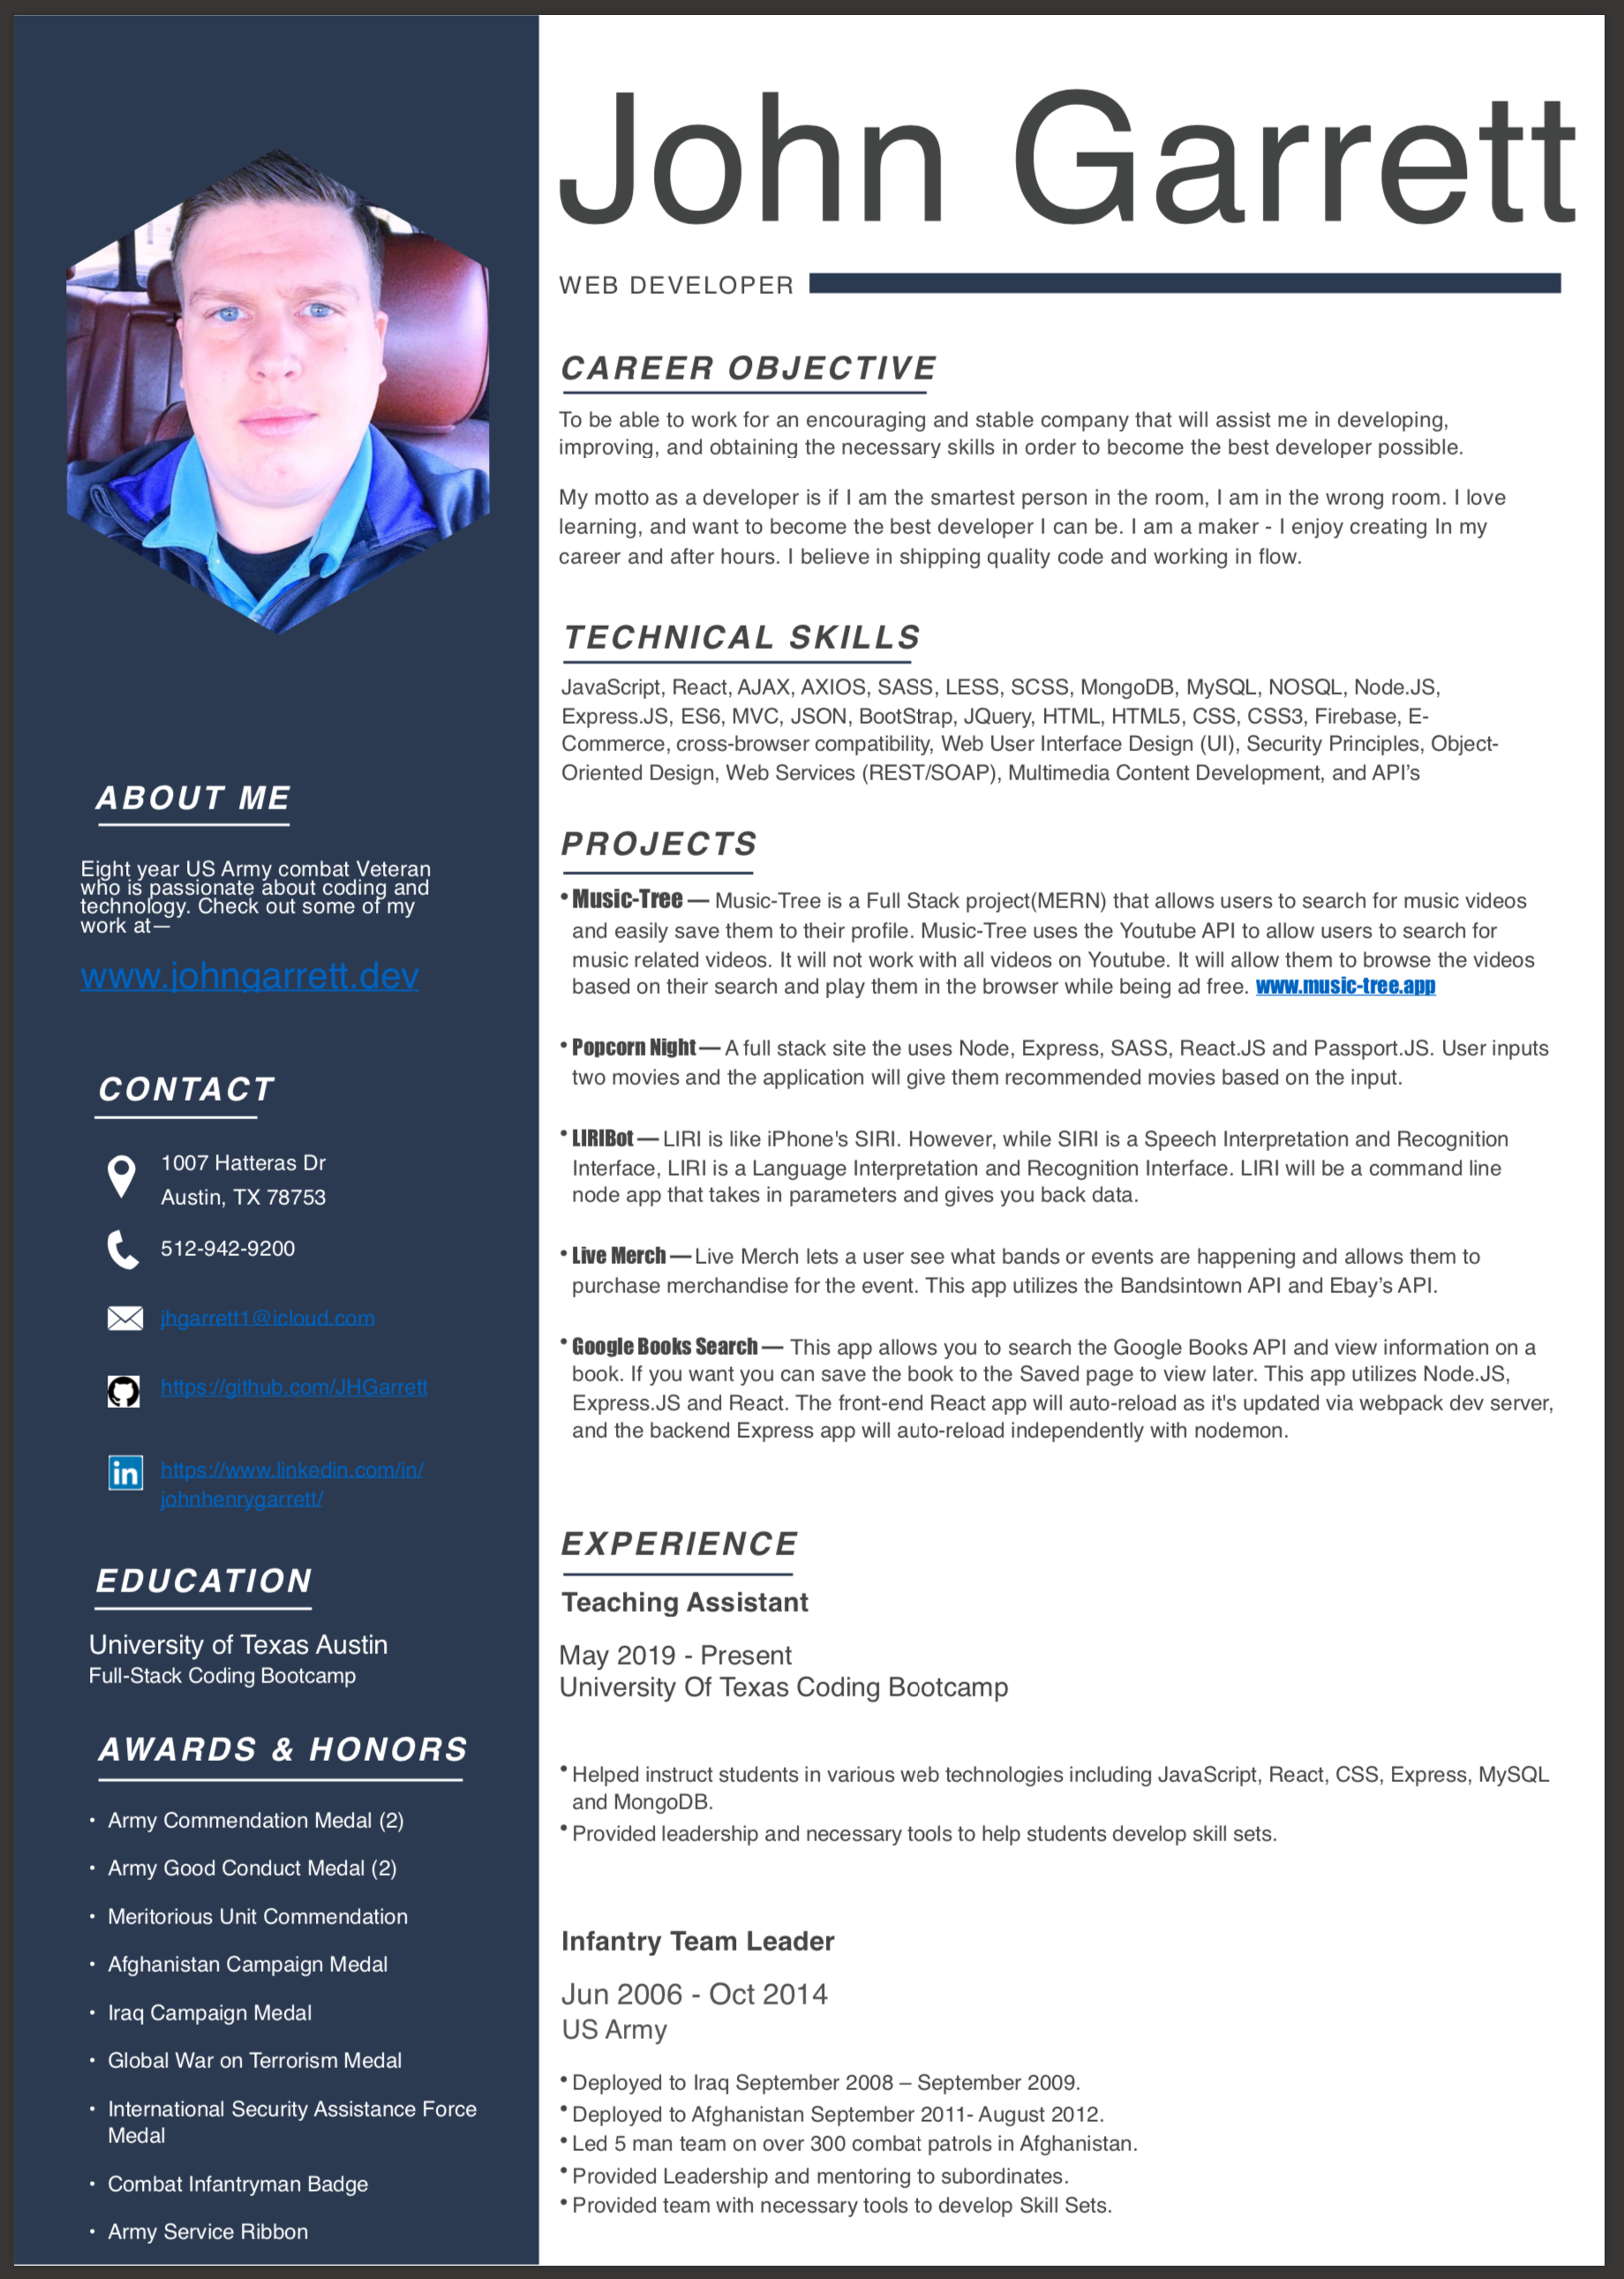 John Garrett
WEB DEVELOPER
ABOUT ME
Eight year US Army combat Veteran
who is passionate about coding and
technology. Check out some of my
work at—
www.johngarrett.dev
CONTACT
1007 Hatteras Dr
Austin, TX 78753
512-942-9200
jhgarrett1@icloud.com
https://github.com/JHGarrett
in
https://www.linkedin.com/in/
johnhenrygarrett/
EDUCATION
University of Texas Austin
Full-Stack Coding Bootcamp
AWARDS & HONORS
• Army Commendation Medal (2)
• Army Good Conduct Medal (2)
• Meritorious Unit Commendation
• Afghanistan Campaign Medal
• Iraq Campaign Medal
• Global War on Terrorism Medal
• International Security Assistance Force
Medal
• Combat Infantryman Badge
• Army Service Ribbon
CAREER OBJECTIVE
To be able to work for an encouraging and stable company that will assist me in developing,
improving, and obtaining the necessary skills in order to become the best developer possible.
My motto as a developer is if I am the smartest person in the room, I am in the wrong room. I love
learning, and want to become the best developer I can be. I am a maker - I enjoy creating In my
career and after hours. I believe in shipping quality code and working in flow.
TECHNICAL SKILLS
JavaScript, React, AJAX, AXIOS, SASS, LESS, SCSS, MongoDB, MySQL, NOSQL, Node.JS,
Express.JS, ES6, MVC, JSON, BootStrap, JQuery, HTML, HTML5, CSS, CSS3, Firebase, E-
Commerce, cross-browser compatibility, Web User Interface Design (UI), Security Principles, Object-
Oriented Design, Web Services (REST/SOAP), Multimedia Content Development, and API’s
PROJECTS
• Music-Tree — Music-Tree is a Full Stack project(MERN) that allows users to search for music videos
and easily save them to their profile. Music-Tree uses the Youtube API to allow users to search for
music related videos. It will not work with all videos on Youtube. It will allow them to browse the videos
based on their search and play them in the browser while being ad free. www.music-tree.app
• Popcorn Night — A full stack site the uses Node, Express, SASS, React.JS and Passport.JS. User inputs
two movies and the application will give them recommended movies based on the input.
• LIRIBot — LIRI is like iPhone's SIRI. However, while SIRI is a Speech Interpretation and Recognition
Interface, LIRI is a Language Interpretation and Recognition Interface. LIRI will be a command line
node app that takes in parameters and gives you back data.
• Live Merch — Live Merch lets a user see what bands or events are happening and allows them to
purchase merchandise for the event. This app utilizes the Bandsintown API and Ebay’s API.
• Google Books Search — This app allows you to search the Google Books API and view information on a
book. If you want you can save the book to the Saved page to view later. This app utilizes Node.JS,
Express.JS and React. The front-end React app will auto-reload as it's updated via webpack dev server,
and the backend Express app will auto-reload independently with nodemon.
EXPERIENCE
Teaching Assistant
May 2019 - Present
University Of Texas Coding Bootcamp
• Helped instruct students in various web technologies including JavaScript, React, CSS, Express, MySQL
and MongoDB.
• Provided leadership and necessary tools to help students develop skill sets.
Infantry Team Leader
Jun 2006 - Oct 2014
US Army
• Deployed to Iraq September 2008 – September 2009.
• Deployed to Afghanistan September 2011- August 2012.
• Led 5 man team on over 300 combat patrols in Afghanistan.
• Provided Leadership and mentoring to subordinates.
• Provided team with necessary tools to develop Skill Sets.